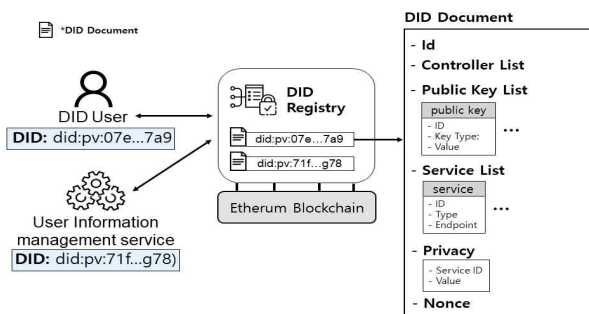 DID Document
*DID Document
- Id
- Controller List
- Public Key List
public key
- ID
- Key Type:
- Value
...
- Service List
service
- ID
- Type
- Endpoint
...
- Privacy
- Service ID
- Value
- Nonce
DID User
DID: did:pv:07e...7a9
DID
Registry
did:pv:07e...7a9
did:pv:71f...g78
Etherum Blockchain
User Information
management service
DID: did:pv:71f...g78)